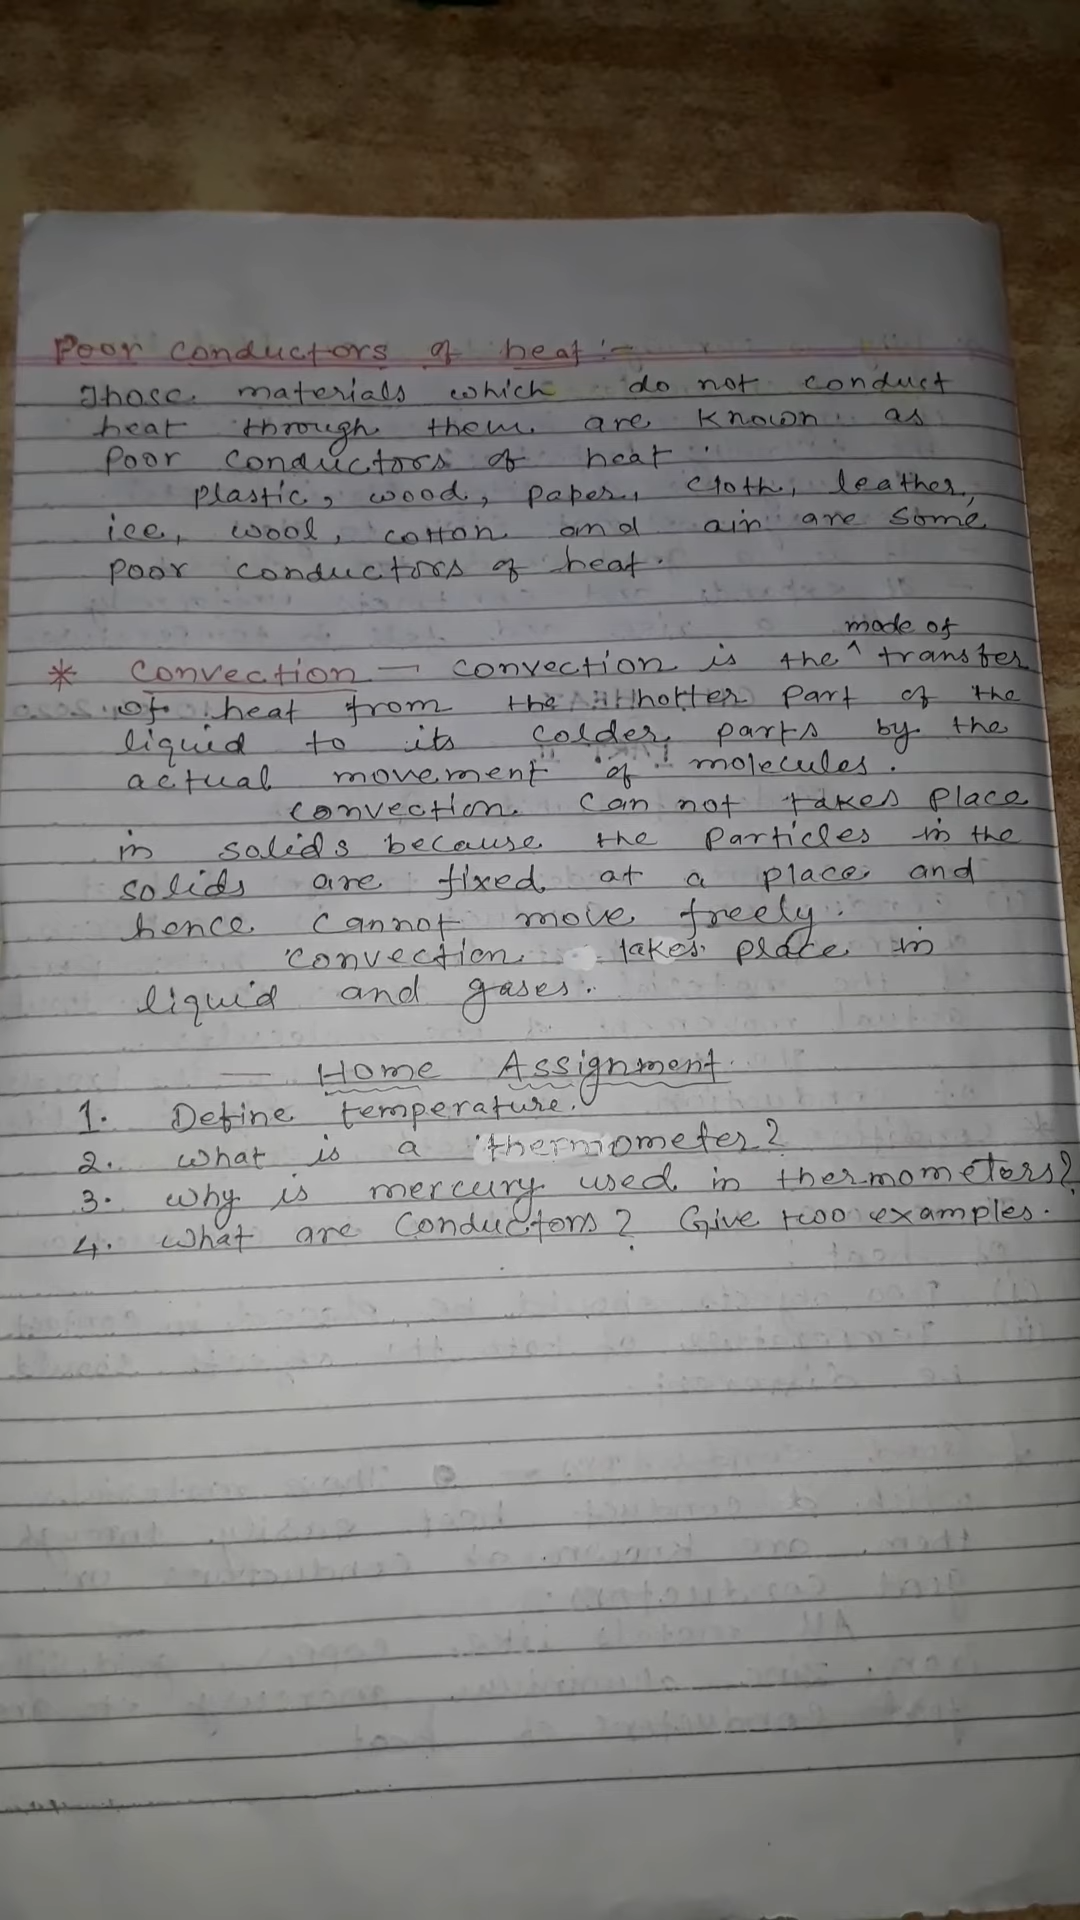 Poor conductors of heat :-
Those materials which do not conduct
heat through them are known as
Poor conductors of heat.
Plastic, wood, paper, cloth, leather,
ice, wool, cotton and air are some
poor conductors of heat.
mode of
* Convection - convection is the ^ transfer
of heat from the hotter part of the
liquid to its colder parts by the
actual movement of molecules.
convection can not takes place
in solids because the particles in the
solids are fixed at a place and
hence cannot move freely.
convection takes place in
liquid and gases.
- Home Assignment.
1. Define temperature.
2. what is a thermometer?
3. why is mercury used in thermometors?
4. what are conductors? Give two examples.